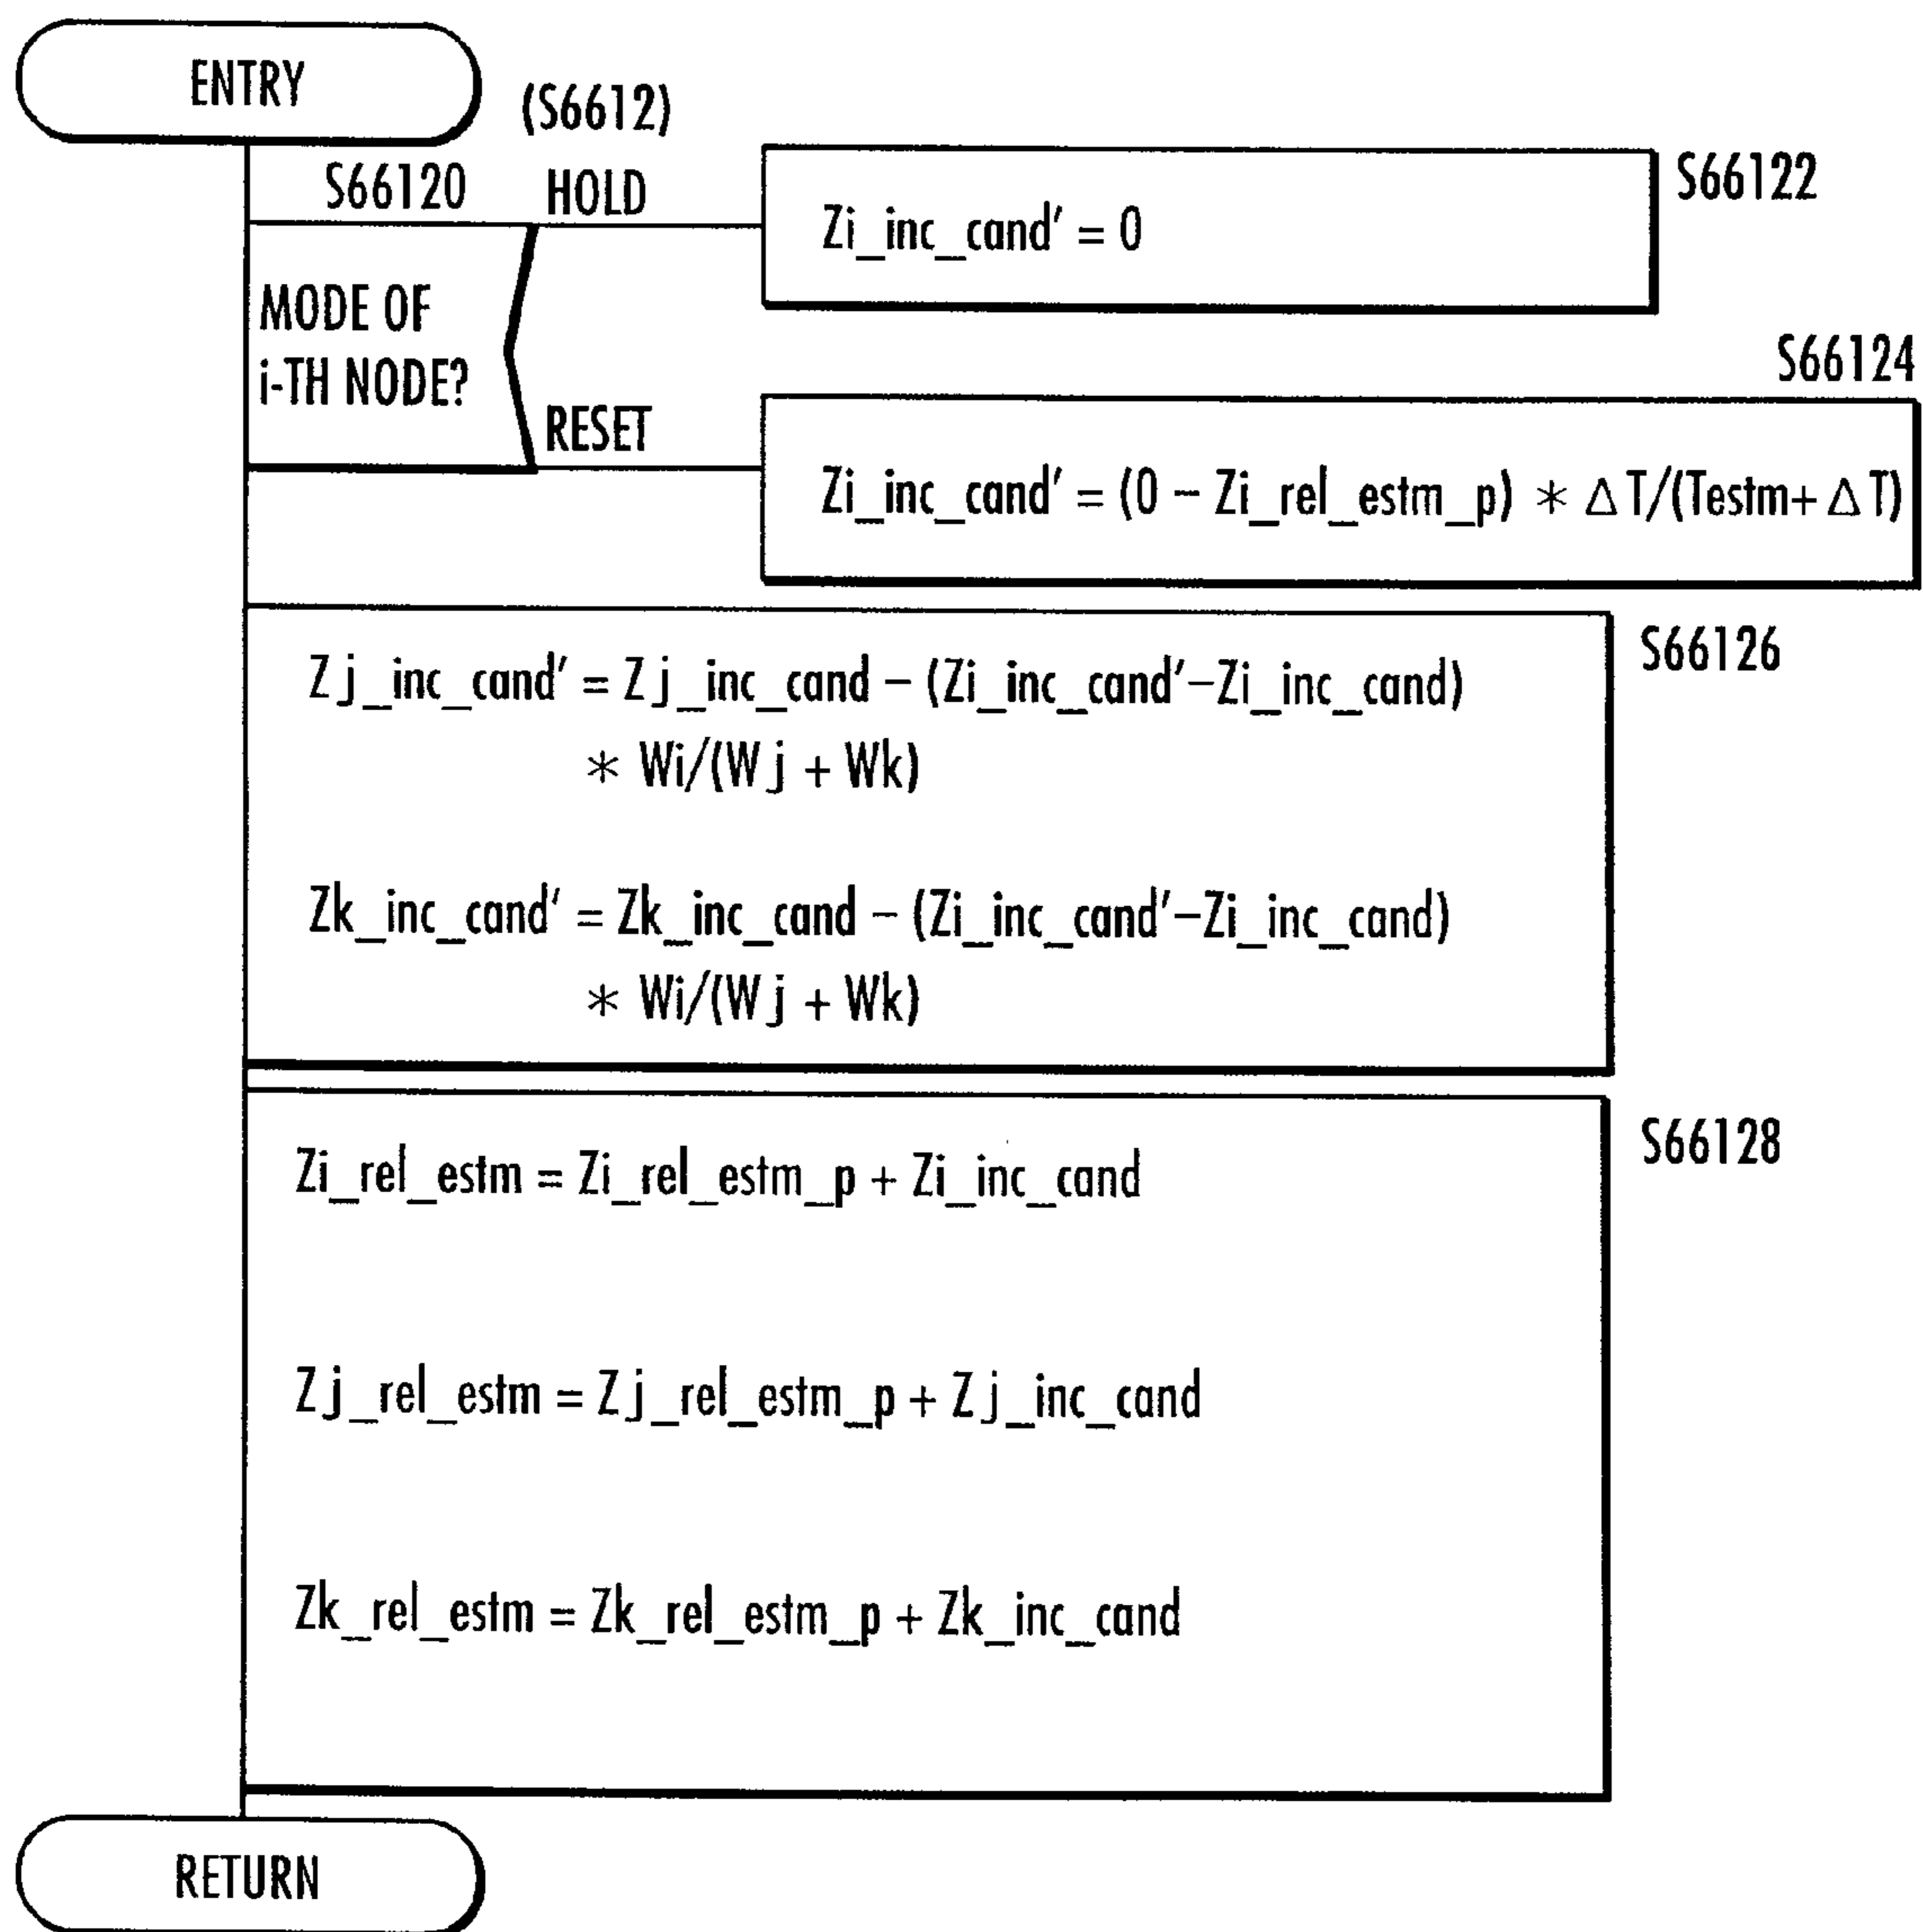 ENTRY
(S6612)
S66120
HOLD
S66122
Zi_inc_cand′ = 0
MODE OF
i-TH NODE?
S66124
RESET
Zi_inc_cand′ = (0 − Zi_rel_estm_p) * ΔT/(Testm+ ΔT)
S66126
Zj_inc_cand′ = Zj_inc_cand − (Zi_inc_cand′−Zi_inc_cand)
* Wi/(Wj + Wk)
Zk_inc_cand′ = Zk_inc_cand − (Zi_inc_cand′−Zi_inc_cand)
* Wi/(Wj + Wk)
S66128
Zi_rel_estm = Zi_rel_estm_p + Zi_inc_cand
Zj_rel_estm = Zj_rel_estm_p + Zj_inc_cand
Zk_rel_estm = Zk_rel_estm_p + Zk_inc_cand
RETURN